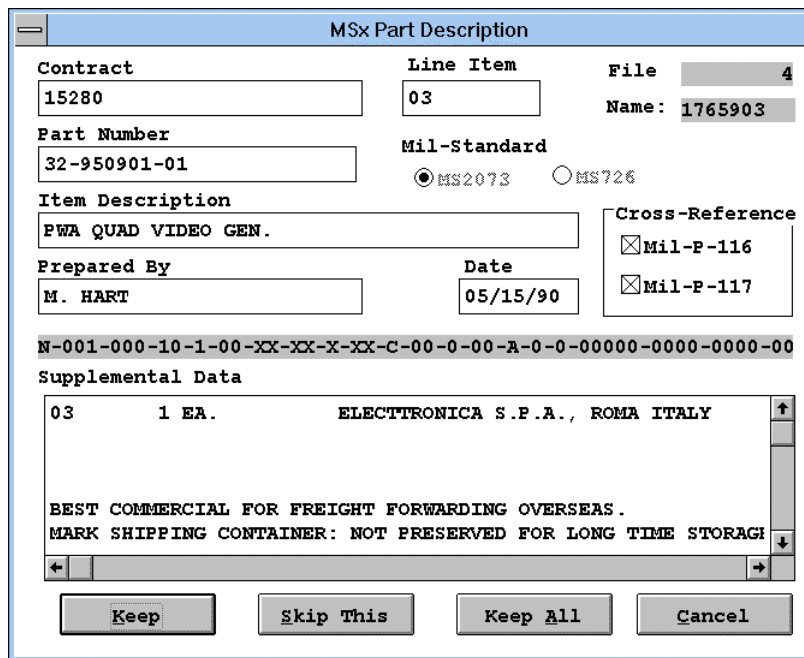 MSx Part Description
Contract
Line Item
File 4
15280
03
Name: 1765903
Part Number
Mil-Standard
32-950901-01
MS2073 MS726
Item Description
Cross-Reference
PWA QUAD VIDEO GEN.
Mil-P-116
Prepared By
Date
Mil-P-117
M. HART
05/15/90
N-001-000-10-1-00-XX-XX-X-XX-C-00-0-00-A-0-0-00000-0000-0000-00
Supplemental Data
03 1 EA. ELECTTRONICA S.P.A., ROMA ITALY
BEST COMMERCIAL FOR FREIGHT FORWARDING OVERSEAS.
MARK SHIPPING CONTAINER: NOT PRESERVED FOR LONG TIME STORAGE
Keep Skip This Keep All Cancel